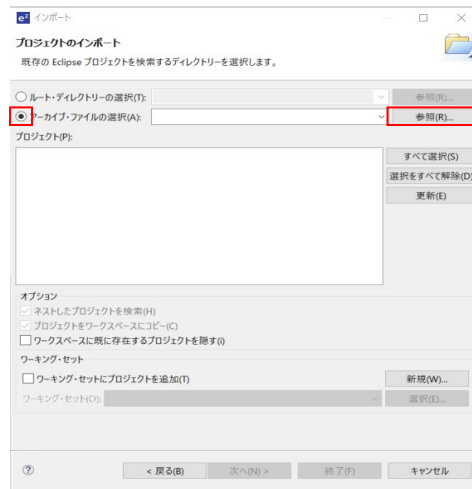 e² インポート
プロジェクトのインポート
既存の Eclipse プロジェクトを検索するディレクトリーを選択します。
ルート・ディレクトリーの選択(T): 参照(R)...
アーカイブ・ファイルの選択(A): 参照(R)...
プロジェクト(P):
すべて選択(S)
選択をすべて解除(D)
更新(E)
オプション
ネストしたプロジェクトを検索(H)
プロジェクトをワークスペースにコピー(C)
ワークスペースに既に存在するプロジェクトを隠す(i)
ワーキング・セット
ワーキング・セットにプロジェクトを追加(T) 新規(W)...
ワーキング・セット(O): 選択(E)...
? < 戻る(B) 次へ(N) > 終了(F) キャンセル